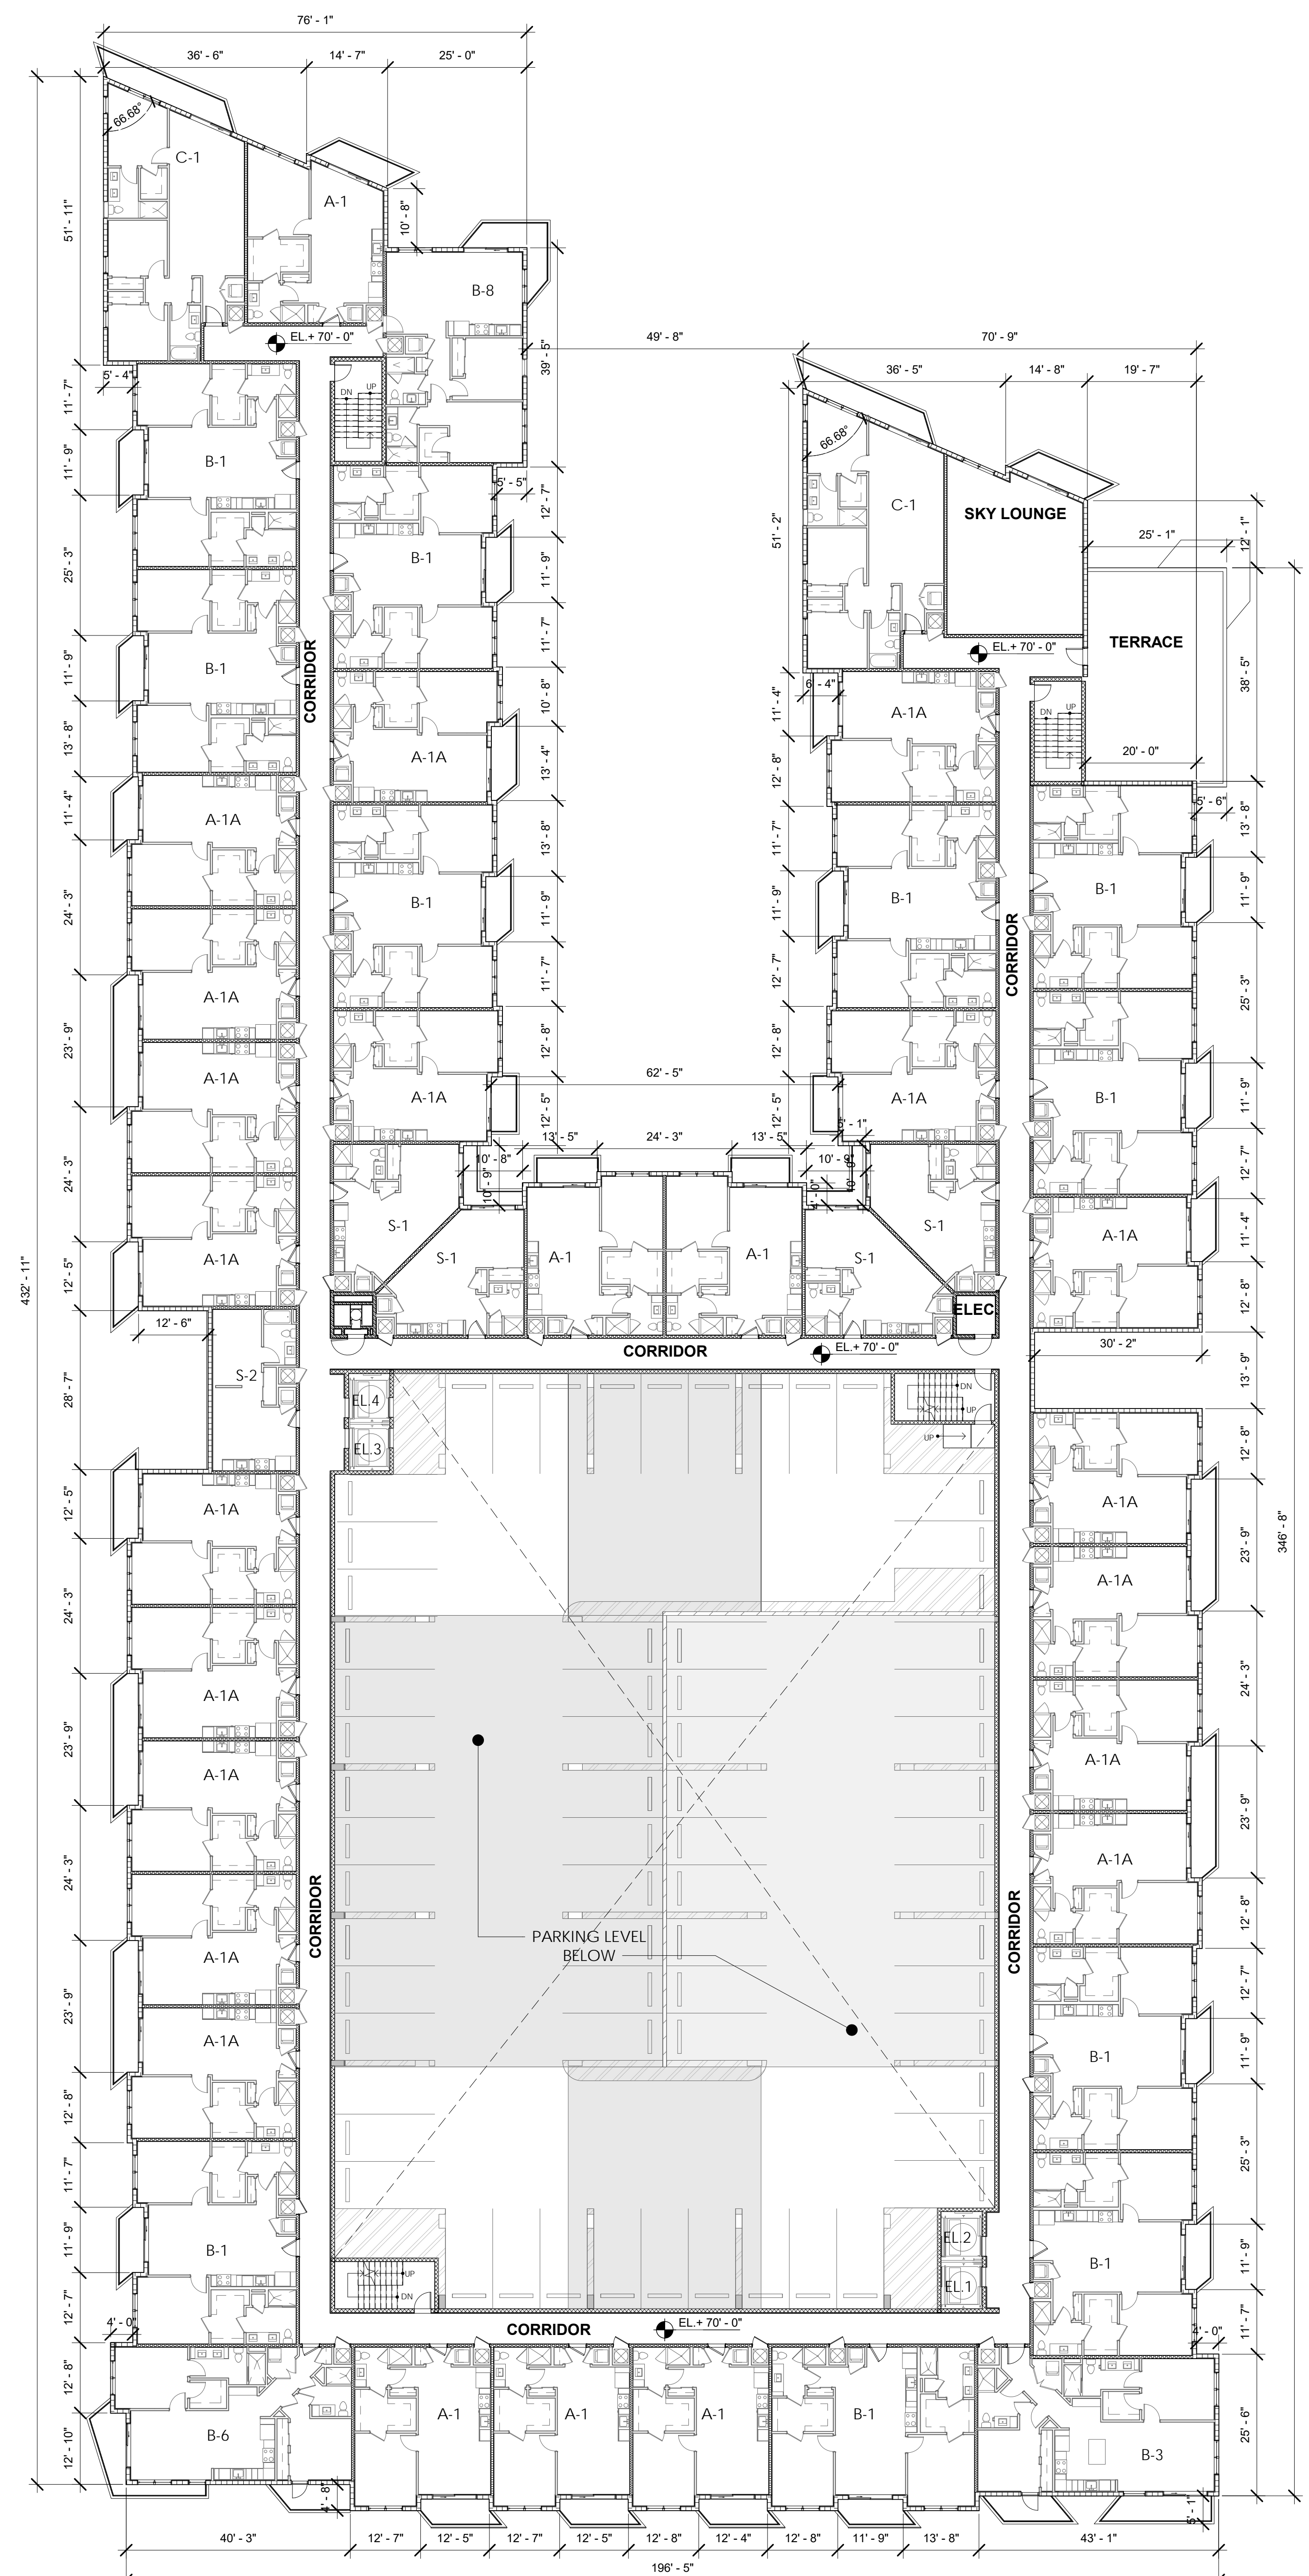 76' - 1"
36' - 6"
14' - 7"
25' - 0"
66.68°
C-1
A-1
10' - 8"
51' - 11"
B-8
EL.+ 70' - 0"
39' - 5"
49' - 8"
70' - 9"
36' - 5"
14' - 8"
19' - 7"
5' - 4"
DN
UP
11' - 7"
66.68°
11' - 9"
B-1
5' - 5"
12' - 7"
C-1
SKY LOUNGE
25' - 1"
12' - 1"
51' - 2"
25' - 3"
B-1
11' - 9"
11' - 7"
TERRACE
EL.+ 70' - 0"
38' - 5"
11' - 9"
B-1
CORRIDOR
10' - 8"
6' - 4"
11' - 4"
A-1A
DN
UP
13' - 8"
A-1A
13' - 4"
12' - 8"
20' - 0"
5' - 6"
11' - 4"
A-1A
13' - 8"
11' - 7"
13' - 8"
B-1
11' - 9"
11' - 9"
B-1
B-1
11' - 9"
24' - 3"
CORRIDOR
11' - 7"
12' - 7"
25' - 3"
A-1A
23' - 9"
12' - 8"
12' - 8"
A-1A
62' - 5"
A-1A
12' - 5"
12' - 5"
A-1A
B-1
11' - 9"
5' - 1"
13' - 5"
24' - 3"
13' - 5"
12' - 7"
10' - 8"
10' - 9"
10' - 9"
24' - 3"
S-1
S-1
A-1
A-1
S-1
S-1
A-1A
11' - 4"
432' - 11"
A-1A
12' - 5"
12' - 8"
ELEC.
12' - 6"
CORRIDOR
EL.+ 70' - 0"
30' - 2"
13' - 9"
28' - 7"
S-2
EL.4
EL.3
DN
UP
UP
12' - 8"
12' - 5"
A-1A
A-1A
23' - 9"
346' - 8"
24' - 3"
A-1A
A-1A
24' - 3"
23' - 9"
A-1A
A-1A
23' - 9"
24' - 3"
A-1A
A-1A
12' - 8"
CORRIDOR
CORRIDOR
PARKING LEVEL
BELOW
A-1A
12' - 7"
23' - 9"
A-1A
B-1
11' - 9"
12' - 8"
25' - 3"
11' - 7"
11' - 9"
B-1
EL.2
B-1
11' - 9"
EL.1
UP
DN
12' - 7"
4' - 0"
CORRIDOR
EL.+ 70' - 0"
11' - 7"
4' - 0"
12' - 8"
12' - 10"
B-6
A-1
A-1
A-1
B-1
B-3
25' - 6"
4' - 8"
5' - 1"
40' - 3"
12' - 7"
12' - 5"
12' - 7"
12' - 5"
12' - 8"
12' - 4"
12' - 8"
11' - 9"
13' - 8"
43' - 1"
196' - 5"